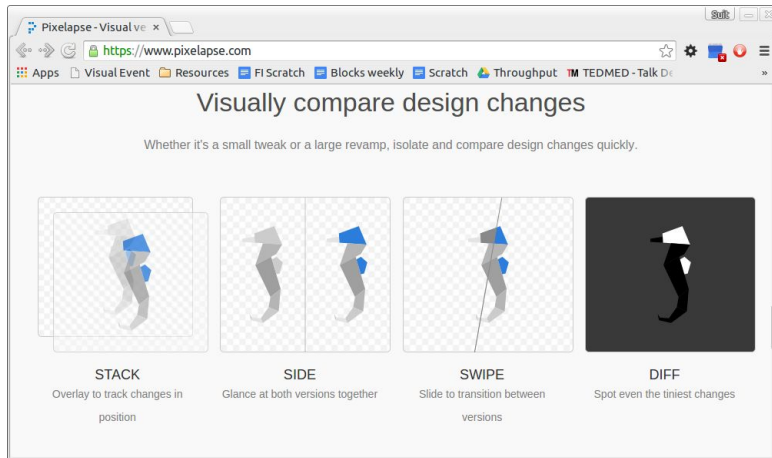 Suit
Pixelapse - Visual ve
https://www.pixelapse.com
Apps Visual Event Resources FI Scratch Blocks weekly Scratch Throughput TM TEDMED - Talk De »
Visually compare design changes
Whether it's a small tweak or a large revamp, isolate and compare design changes quickly.
STACK
Overlay to track changes in
position
SIDE
Glance at both versions together
SWIPE
Slide to transition between
versions
DIFF
Spot even the tiniest changes